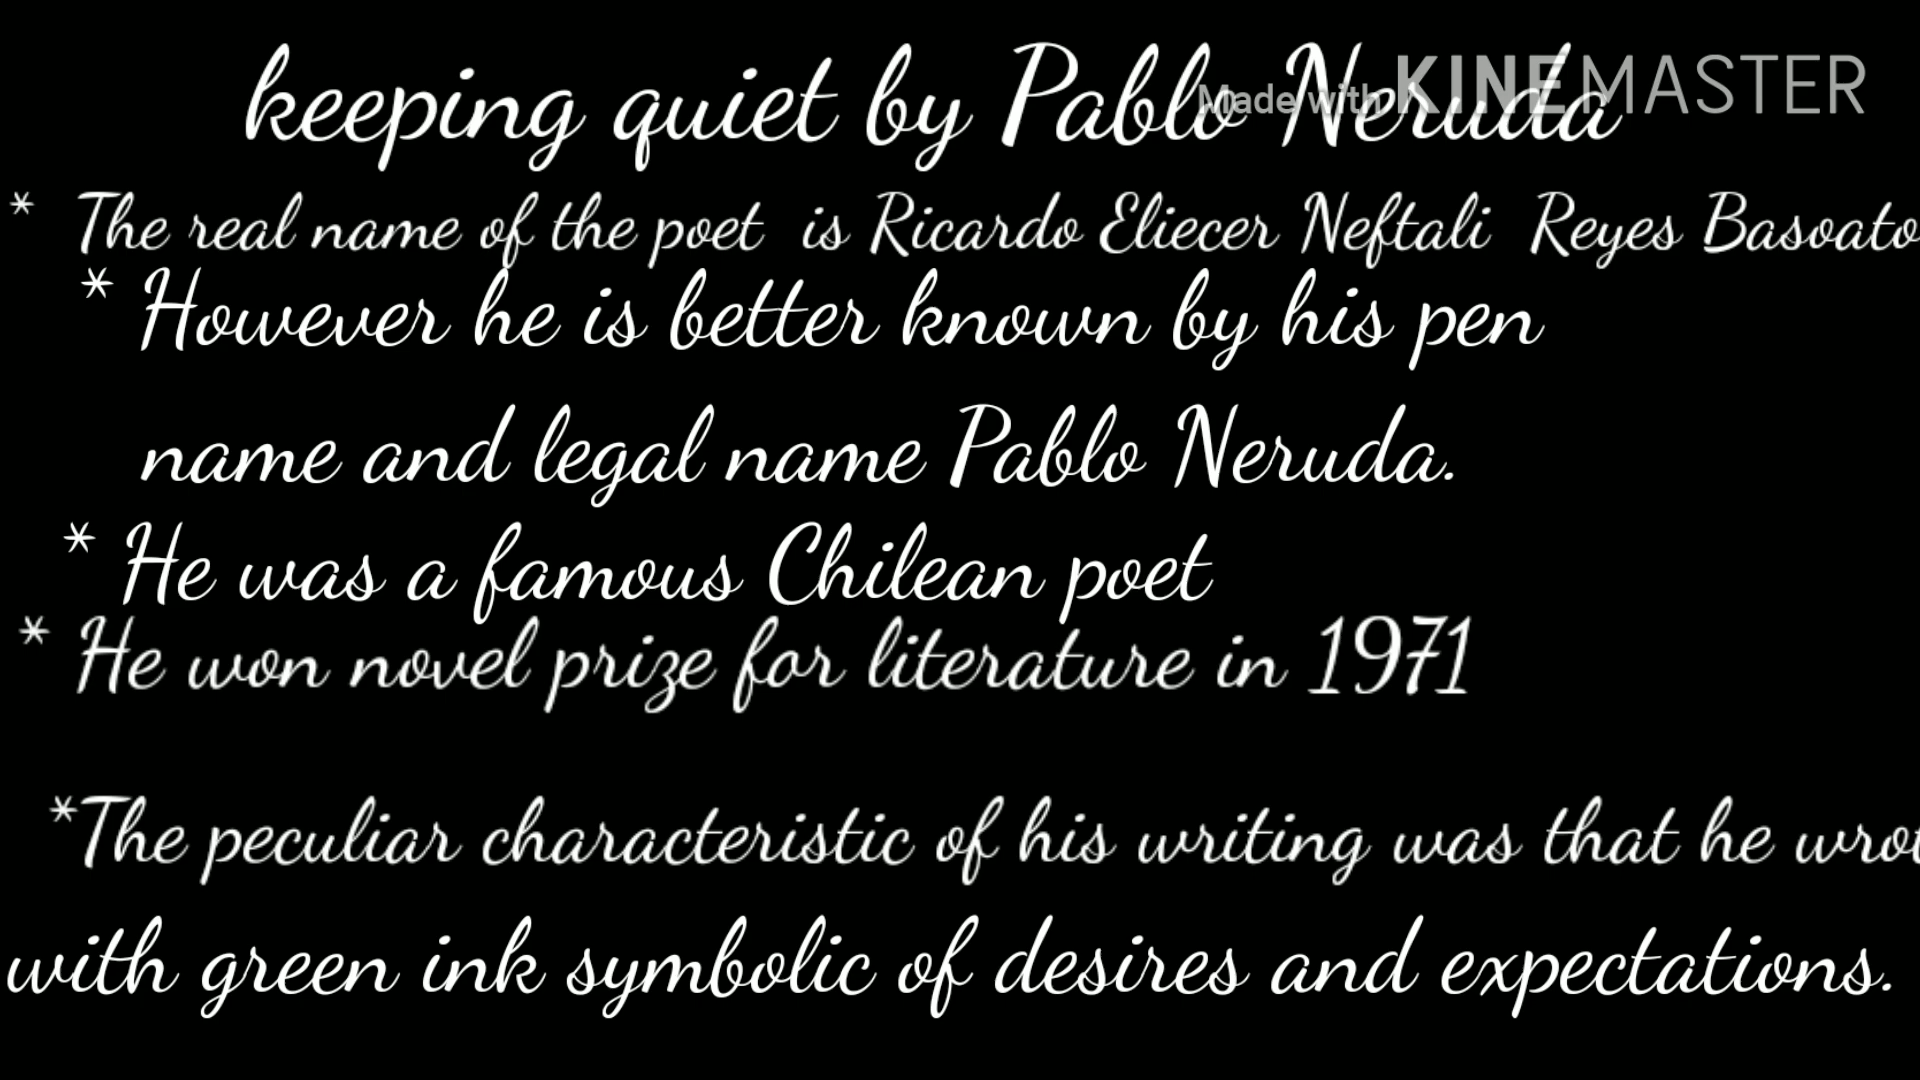 keeping quiet by Pablo Neruda
Made with KINEMASTER
* The real name of the poet is Ricardo Eliecer Neftali Reyes Basoato
* However he is better known by his pen
name and legal name Pablo Neruda.
* He was a famous Chilean poet
* He won novel prize for literature in 1971
*The peculiar characteristic of his writing was that he wrot
with green ink symbolic of desires and expectations.